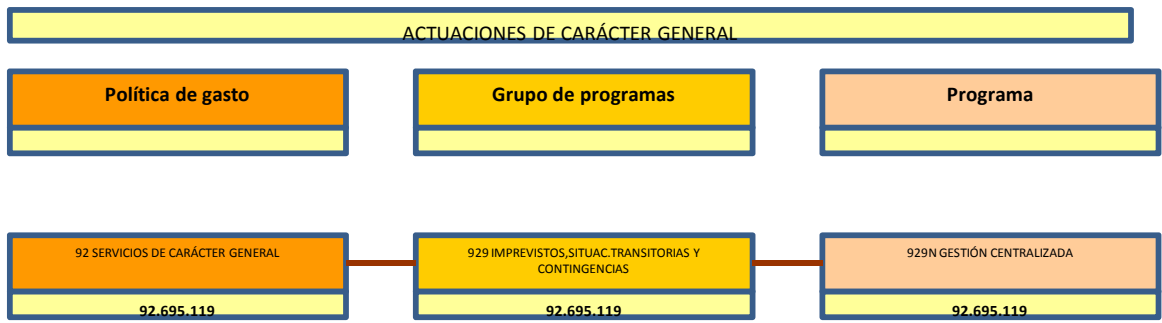 ACTUACIONES DE CARÁCTER GENERAL
Política de gasto
Grupo de programas
Programa
92 SERVICIOS DE CARÁCTER GENERAL
92.695.119
929 IMPREVISTOS,SITUAC.TRANSITORIAS Y
CONTINGENCIAS
92.695.119
929N GESTIÓN CENTRALIZADA
92.695.119